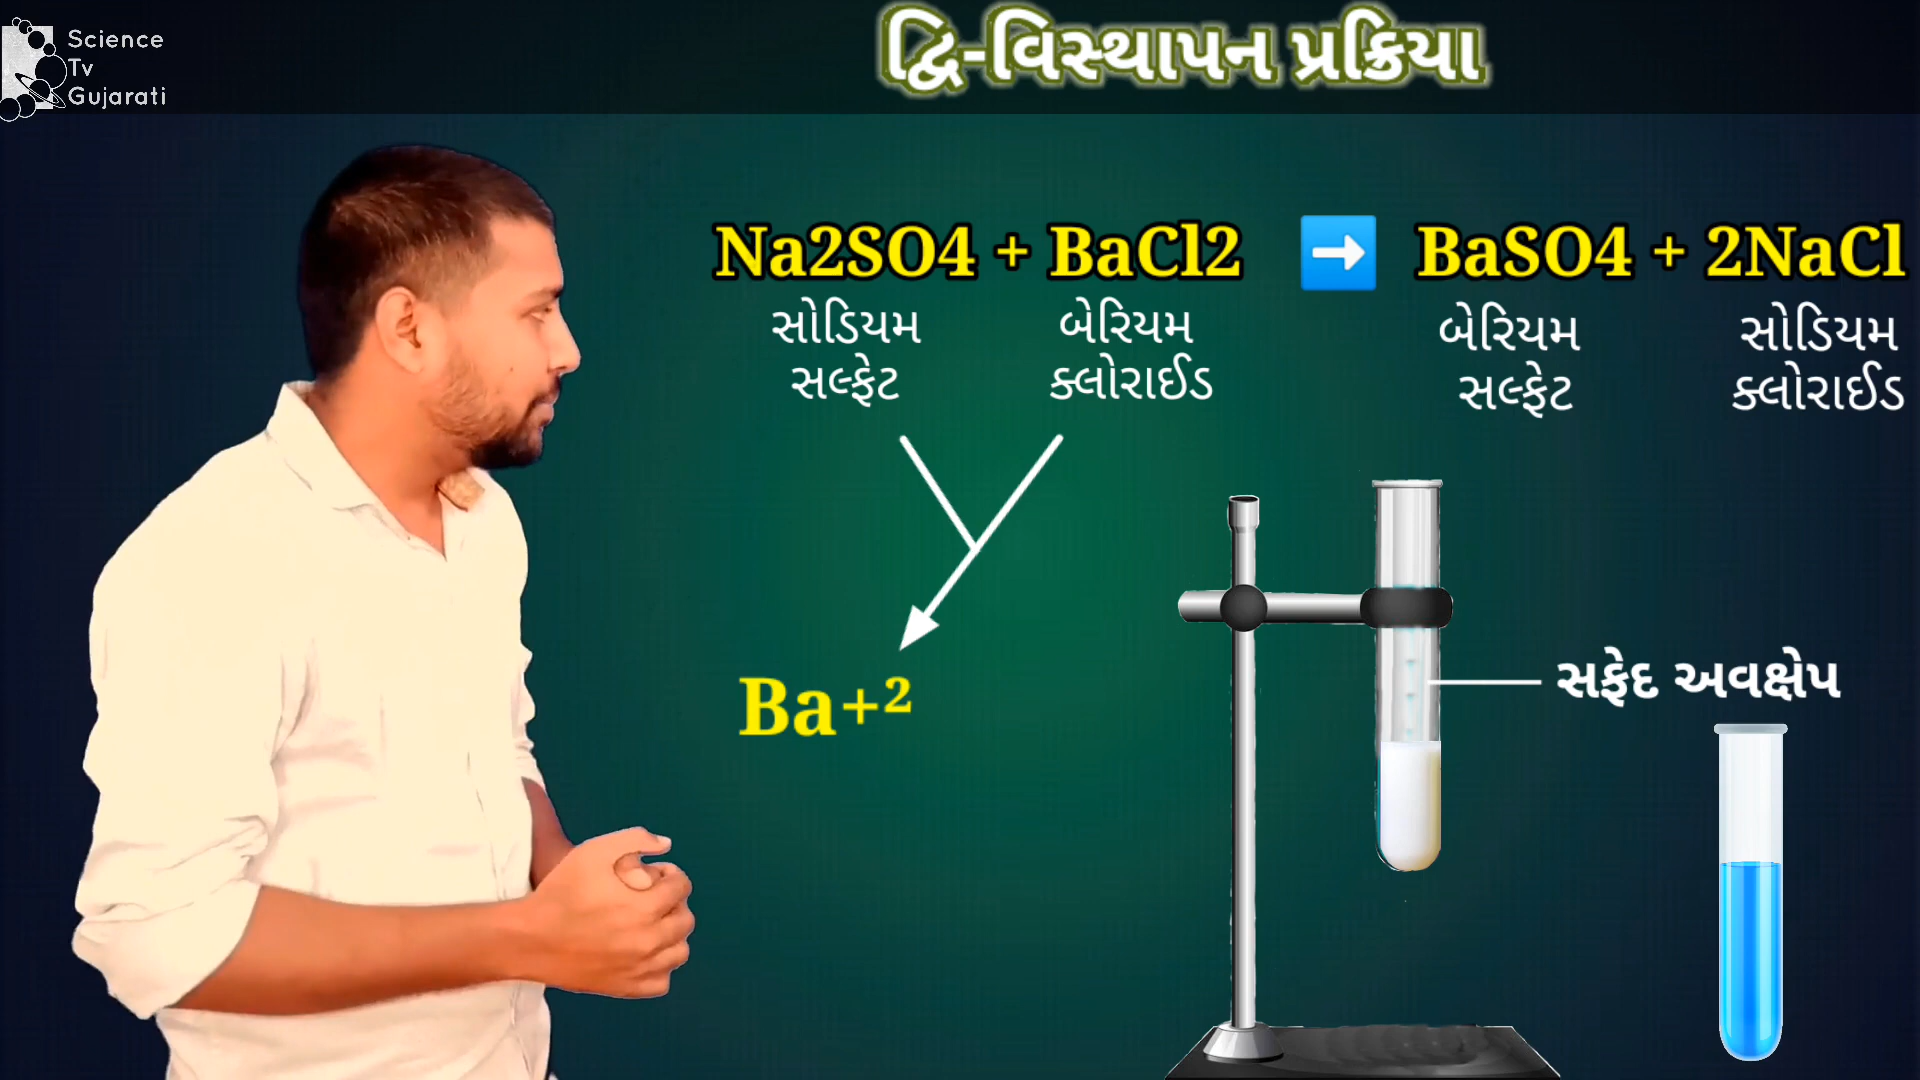 Science
Tv
Gujarati
દ્વિ-વિસ્થાપન પ્રક્રિયા
Na2SO4 + BaCl2 ➡ BaSO4 + 2NaCl
સોડિયમ બેરિયમ બેરિયમ સોડિયમ
સલ્ફેટ ક્લોરાઈડ સલ્ફેટ ક્લોરાઈડ
Ba+²
સફેદ અવક્ષેપ